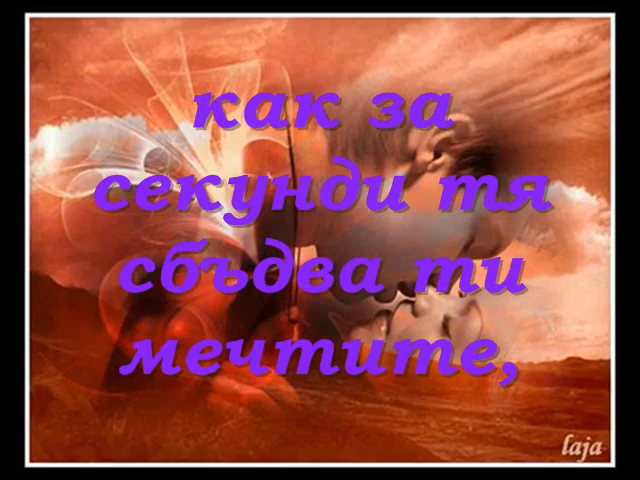 как за
секунди тя
сбъдва ти
мечтите,
laja